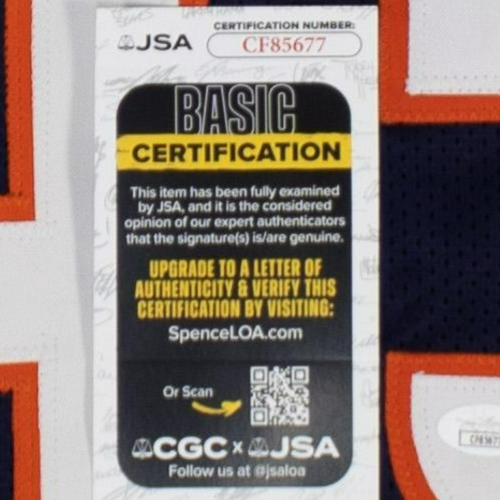 CERTIFICATION NUMBER:
JSA CF85677
BASIC
CERTIFICATION
This item has been fully examined
by JSA, and it is the considered
opinion of our expert authenticators
that the signature(s) is/are genuine.
UPGRADE TO A LETTER OF
AUTHENTICITY & VERIFY THIS
CERTIFICATION BY VISITING:
SpenceLOA.com
Or Scan
CGC x JSA
Follow us at @jsaloa